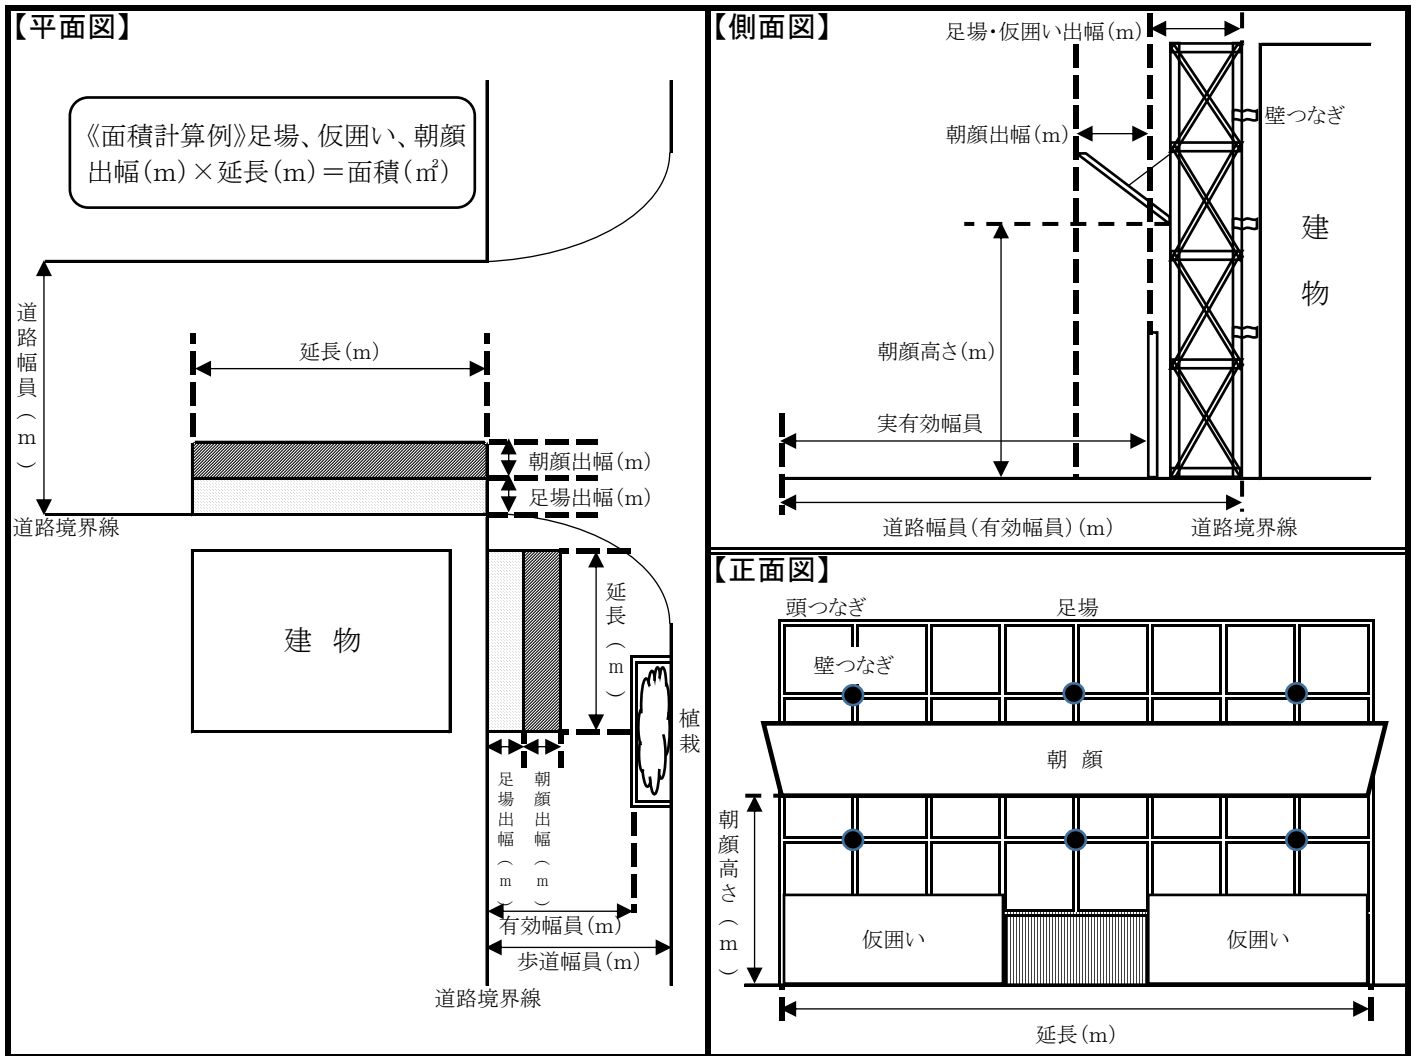 【平面図】
《面積計算例》足場、仮囲い、朝顔
出幅(m)×延長(m)＝面積(㎡)
道路幅員(m)
延長(m)
朝顔出幅(m)
足場出幅(m)
道路境界線
建 物
延長(m)
植栽
足場出幅(m)
朝顔出幅(m)
有効幅員(m)
歩道幅員(m)
道路境界線
【側面図】
足場・仮囲い出幅(m)
朝顔出幅(m)
壁つなぎ
建物
朝顔高さ(m)
実有効幅員
道路幅員(有効幅員)(m)
道路境界線
【正面図】
頭つなぎ
足場
壁つなぎ
朝 顔
朝顔高さ(m)
仮囲い
仮囲い
延長(m)